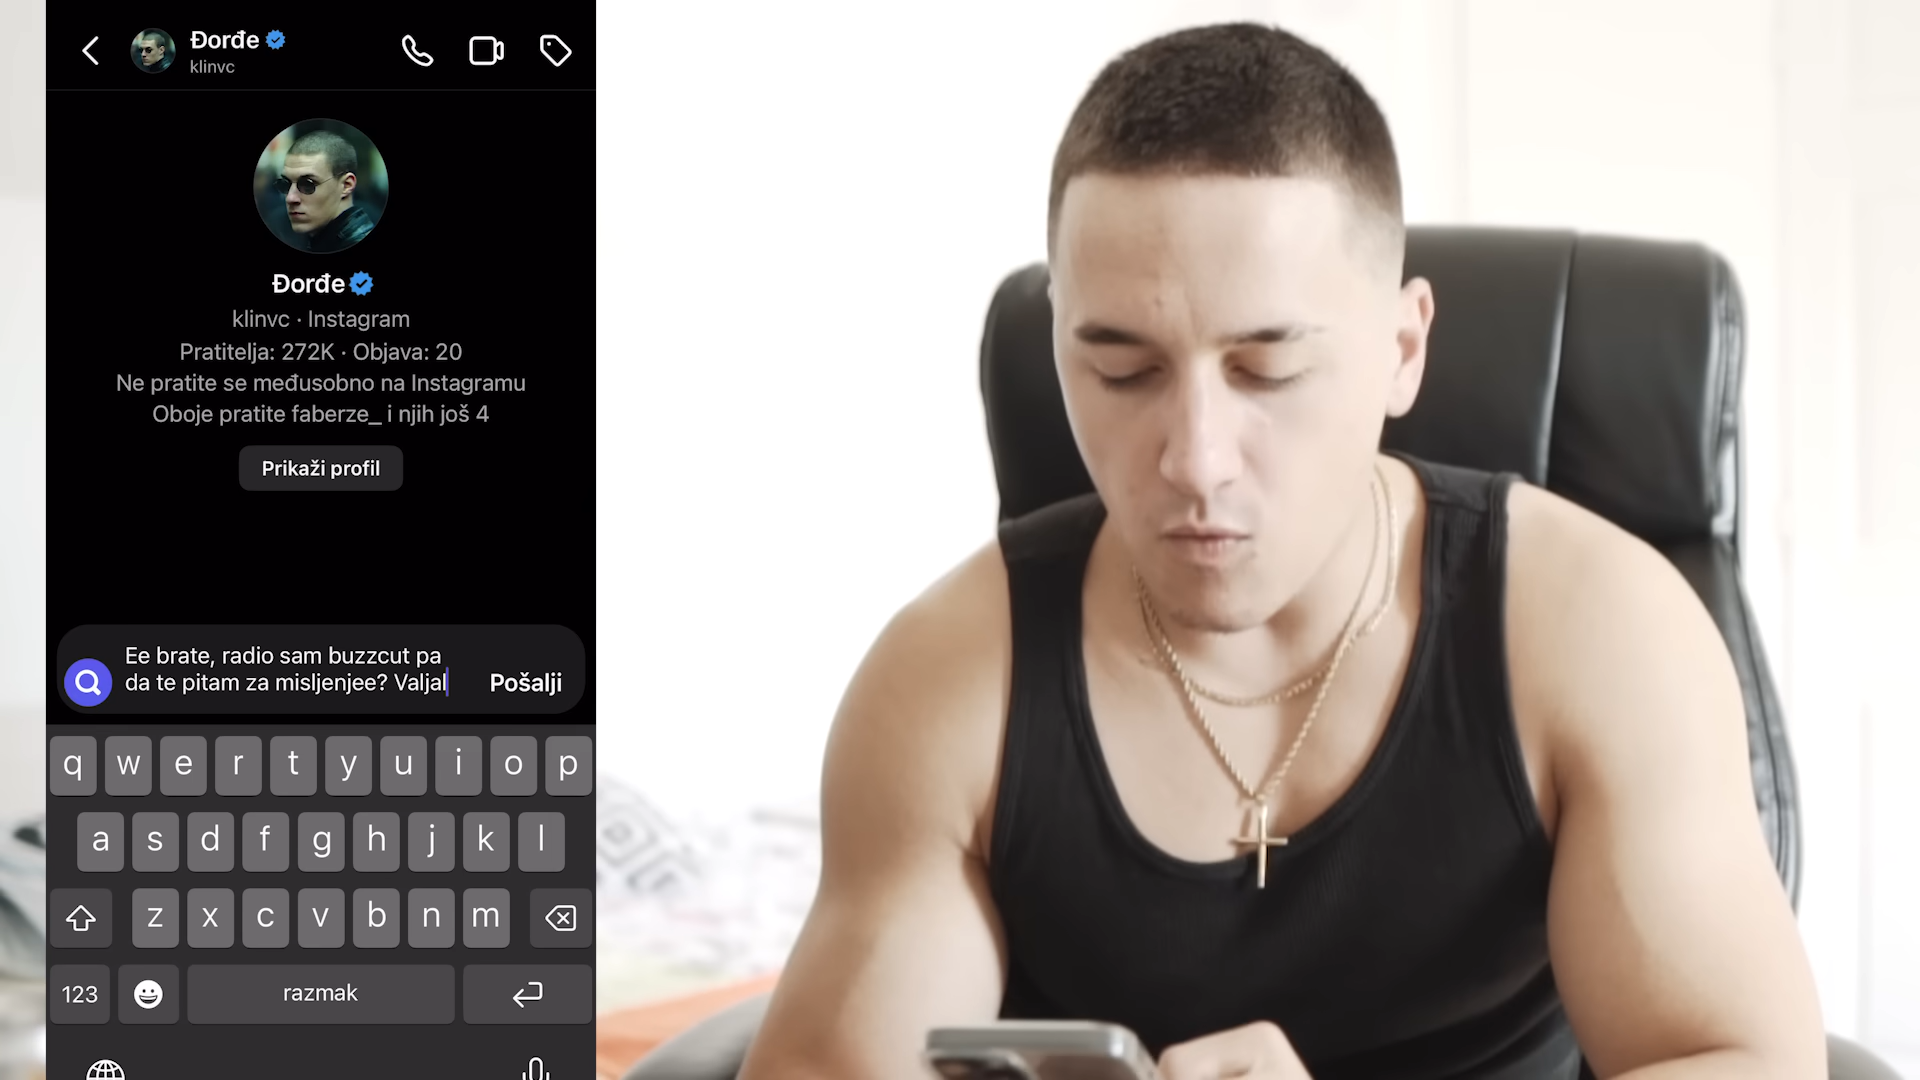 Đorđe
klinvc
Đorđe
klinvc · Instagram
Pratitelja: 272K · Objava: 20
Ne pratite se međusobno na Instagramu
Oboje pratite faberze_ i njih još 4
Prikaži profil
Ee brate, radio sam buzzcut pa
da te pitam za misljenjee? Valjal
Pošalji
q w e r t y u i o p
a s d f g h j k l
z x c v b n m
123 razmak